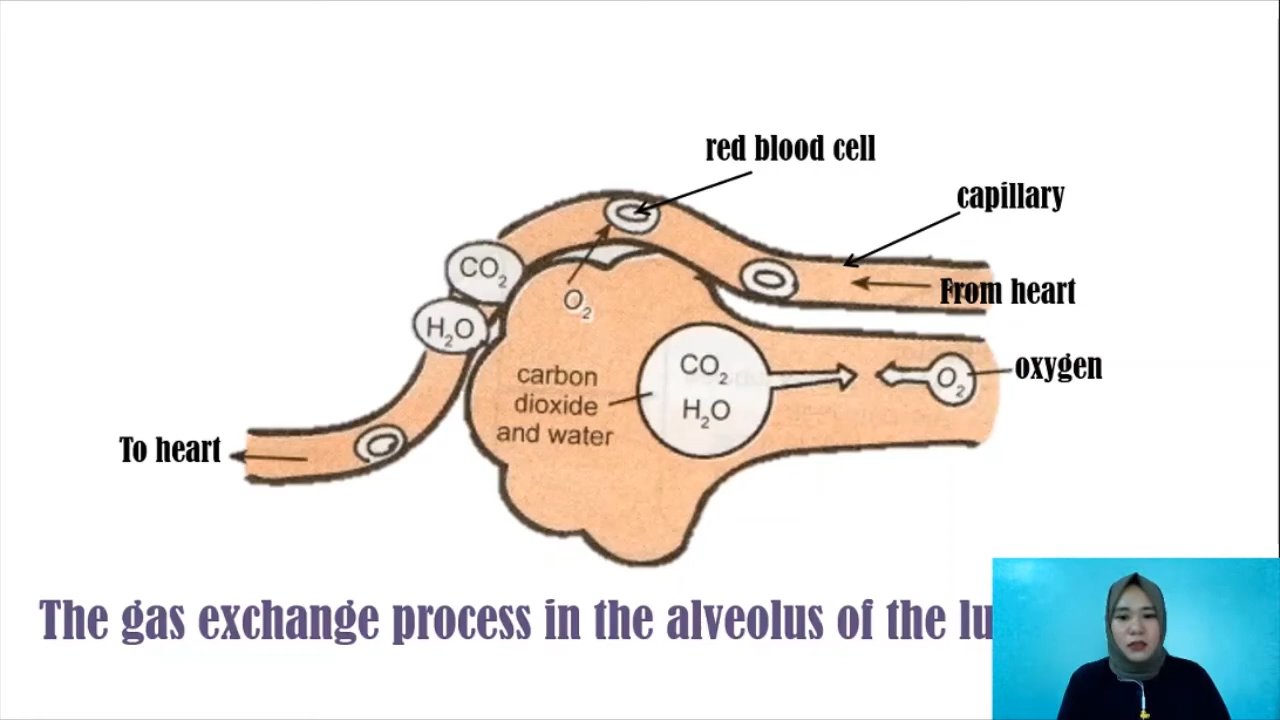 red blood cell
capillary
CO2
O2
From heart
H2O
CO2
H2O
O2
oxygen
carbon
dioxide
and water
To heart
The gas exchange process in the alveolus of the